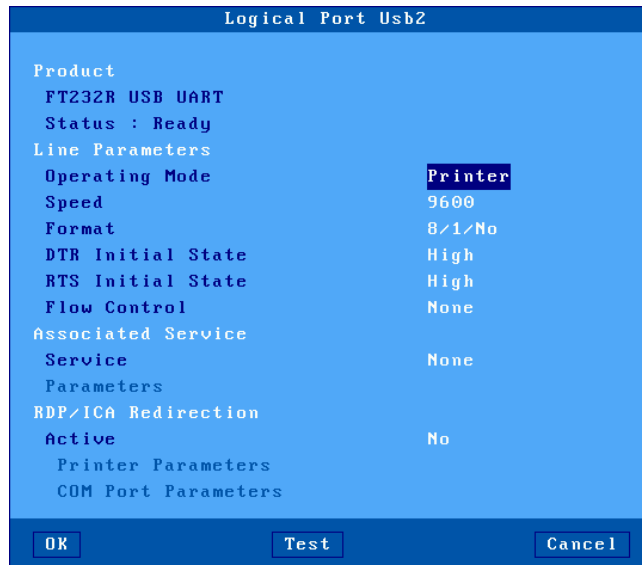 Logical Port Usb2
Product
FT232R USB UART
Status : Ready
Line Parameters
Operating Mode Printer
Speed 9600
Format 8/1/No
DTR Initial State High
RTS Initial State High
Flow Control None
Associated Service
Service None
Parameters
RDP/ICA Redirection
Active No
Printer Parameters
COM Port Parameters
OK Test Cancel